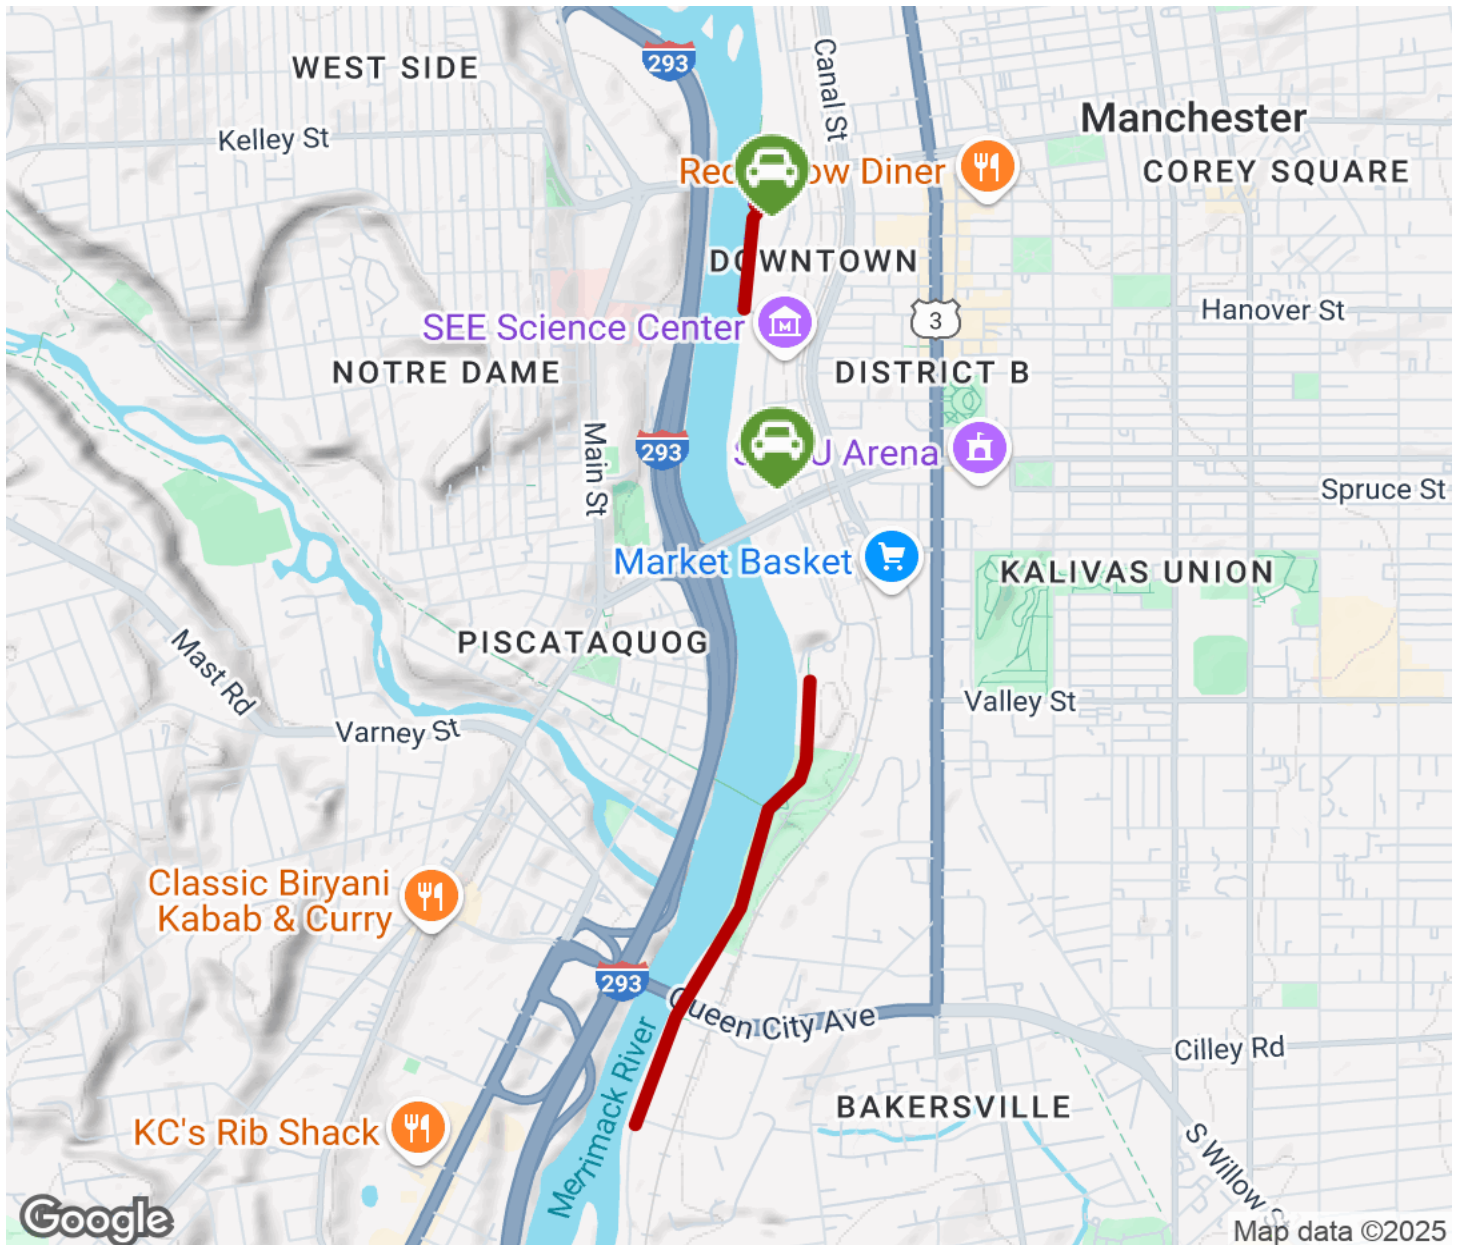 293
Canal St
WEST SIDE
Manchester
Kelley St
Diner
COREY SQUARE
DOWNTOWN
Hanover St
SEE Science Center
3
NOTRE DAME
DISTRICT B
Main St
293
Arena
Spruce St
Market Basket
KALIVAS UNION
PISCATAQUOG
Mast Rd
Valley St
Varney St
Classic Biryani
Kabab & Curry
293
Queen City Ave
Merrimack River
Cilley Rd
BAKERSVILLE
KC's Rib Shack
S Willow S
Google
Map data ©2025